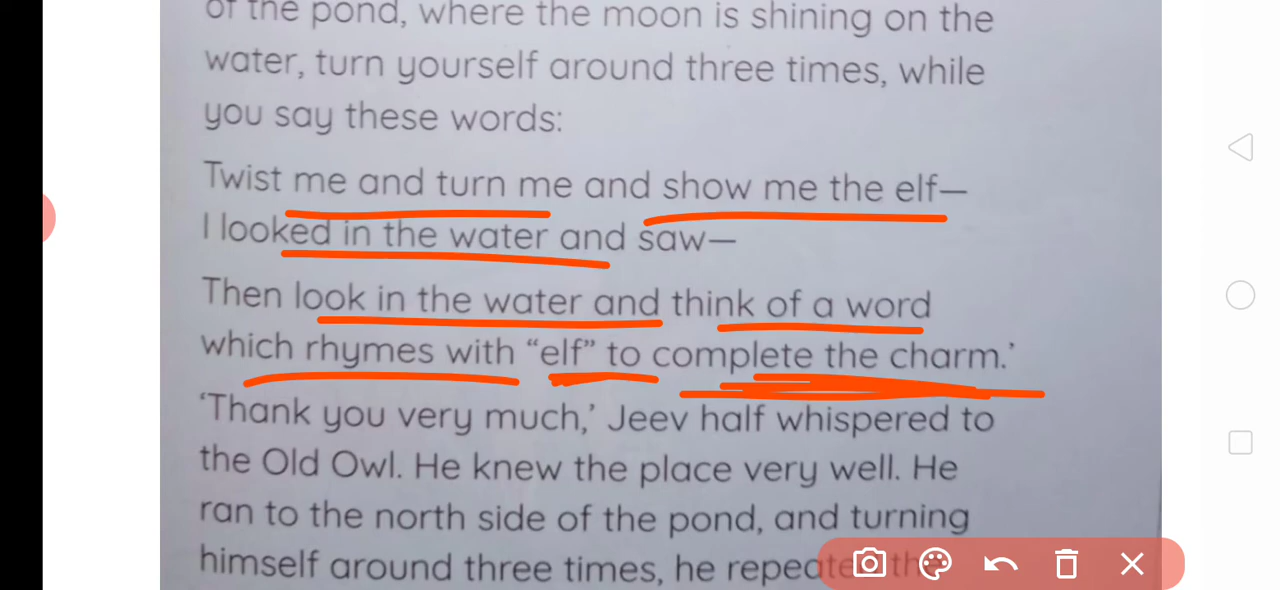 of the pond, where the moon is shining on the
water, turn yourself around three times, while
you say these words:
Twist me and turn me and show me the elf—
I looked in the water and saw—
Then look in the water and think of a word
which rhymes with “elf” to complete the charm.’
‘Thank you very much,’ Jeev half whispered to
the Old Owl. He knew the place very well. He
ran to the north side of the pond, and turning
himself around three times, he repeated the